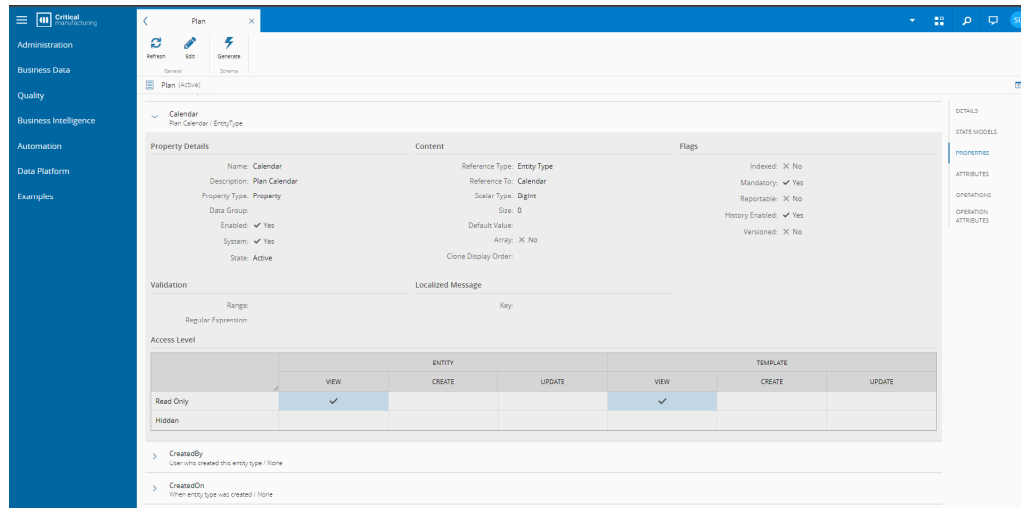 Critical
manufacturing
Plan
SU
Administration
Business Data
Quality
Business Intelligence
Automation
Data Platform
Examples
Refresh
Edit
Generate
General
Schema
Plan (Active)
Calendar
Plan Calendar / EntityType
Property Details
Name: Calendar
Description: Plan Calendar
Property Type: Property
Data Group:
Enabled: Yes
System: Yes
State: Active
Content
Reference Type: Entity Type
Reference To: Calendar
Scalar Type: BigInt
Size: 0
Default Value:
Array: No
Clone Display Order:
Flags
Indexed: No
Mandatory: Yes
Reportable: No
History Enabled: Yes
Versioned: No
Validation
Range:
Regular Expression:
Localized Message
Key:
Access Level
ENTITY TEMPLATE
VIEW CREATE UPDATE VIEW CREATE UPDATE
Read Only
Hidden
CreatedBy
User who created this entity type / None
CreatedOn
When entity type was created / None
DETAILS
STATE MODELS
PROPERTIES
ATTRIBUTES
OPERATIONS
OPERATION
ATTRIBUTES